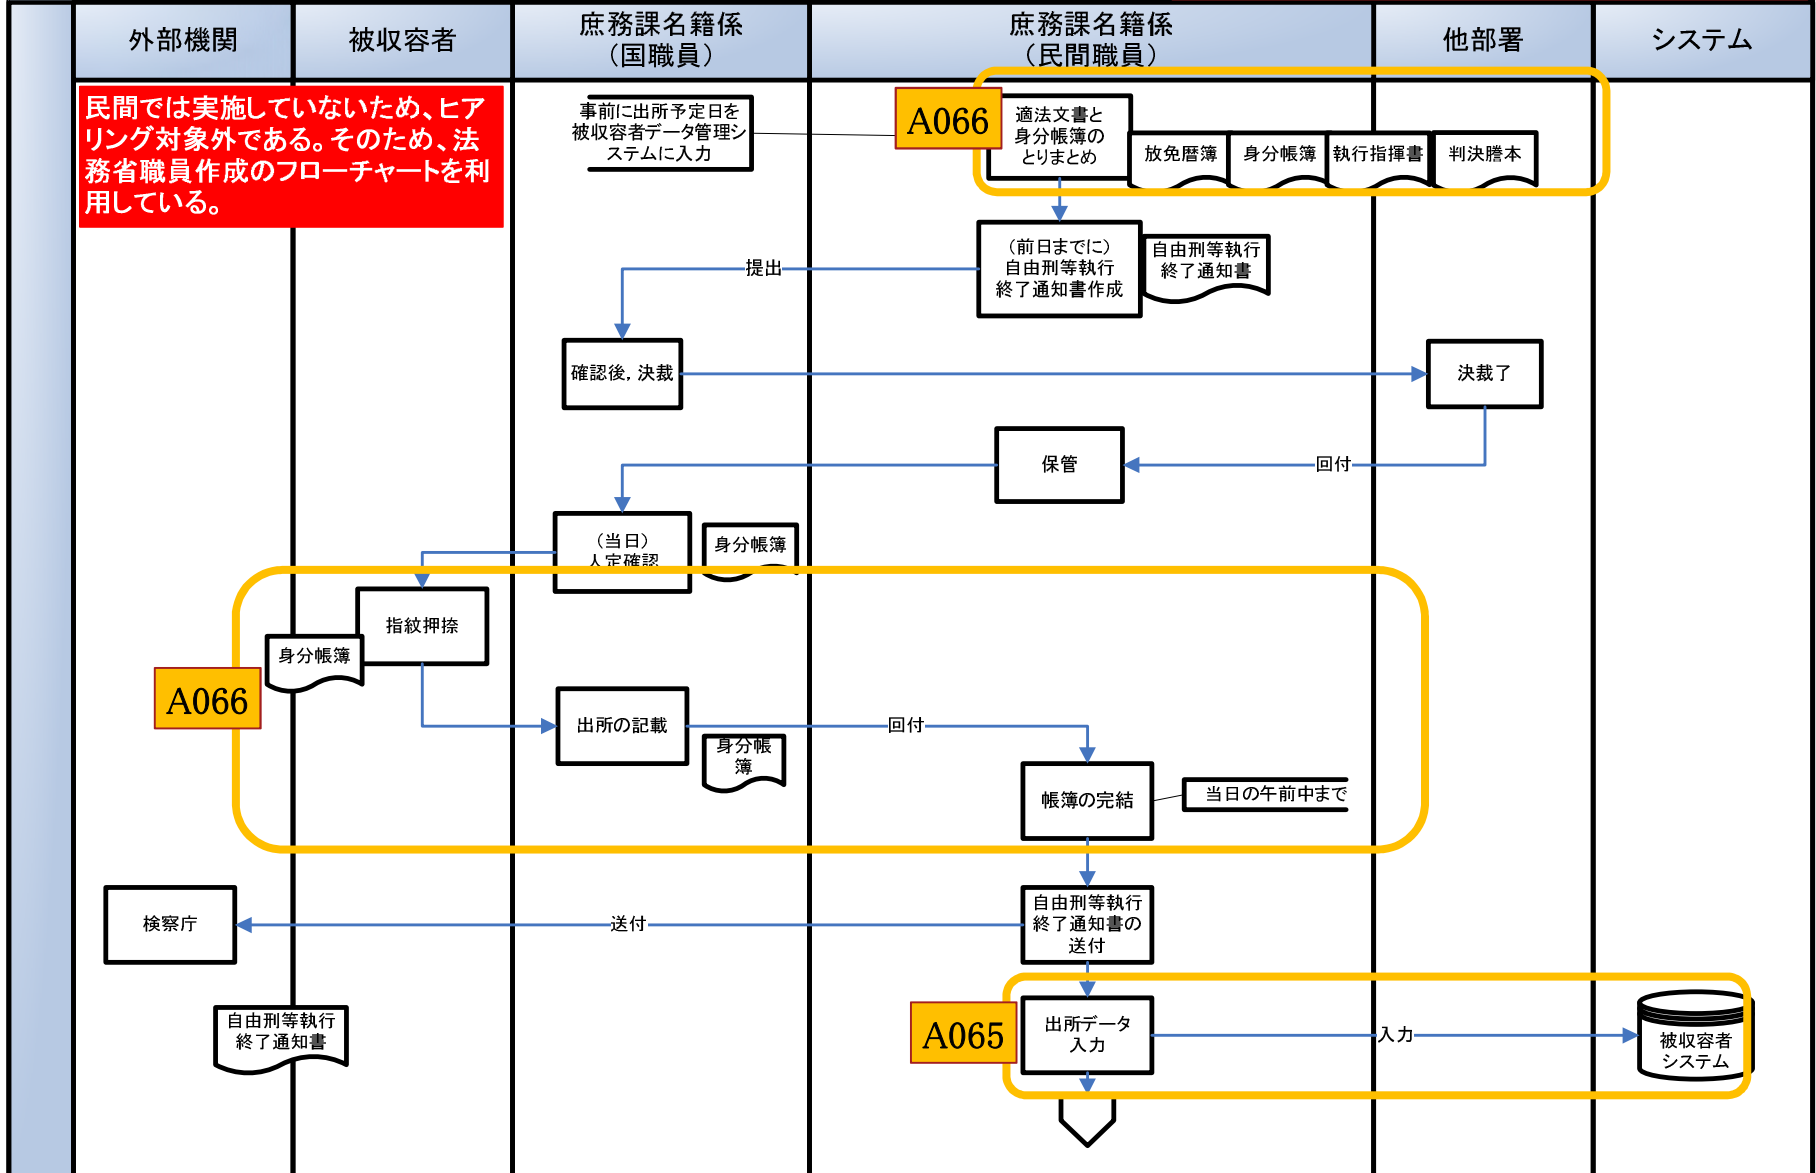 外部機関
被収容者
庶務課名籍係
（国職員）
庶務課名籍係
（民間職員）
他部署
システム
民間では実施していないため、ヒア
リング対象外である。そのため、法
務省職員作成のフローチャートを利
用している。
事前に出所予定日を
被収容者データ管理シ
ステムに入力
A066
適法文書と
身分帳簿の
とりまとめ
放免暦簿
身分帳簿
執行指揮書
判決謄本
（前日までに）
自由刑等執行
終了通知書作成
自由刑等執行
終了通知書
提出
確認後，決裁
決裁了
保管
回付
（当日）
人定確認
身分帳簿
指紋押捺
身分帳簿
A066
出所の記載
回付
身分帳
簿
帳簿の完結
当日の午前中まで
検察庁
送付
自由刑等執行
終了通知書の
送付
自由刑等執行
終了通知書
A065
出所データ
入力
入力
被収容者
システム